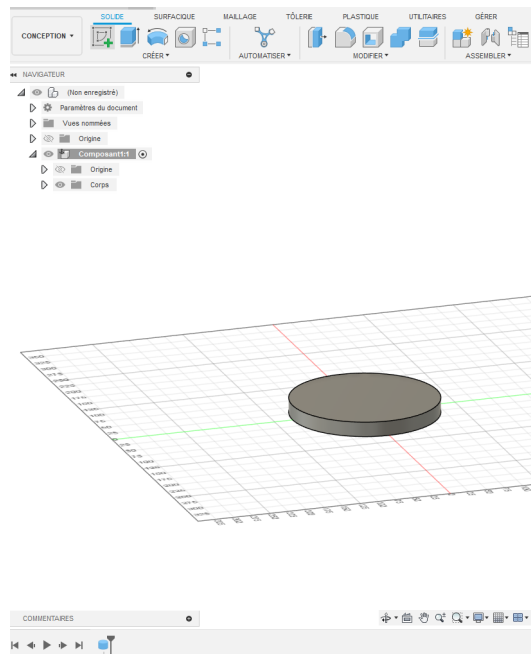 SOLIDE SURFACIQUE MAILLAGE TÔLERIE PLASTIQUE UTILITAIRES GÉRER
CONCEPTION
CRÉER AUTOMATISER MODIFIER ASSEMBLER
NAVIGATEUR
(Non enregistré)
Paramètres du document
Vues nommées
Origine
Composant1:1
Origine
Corps
COMMENTAIRES